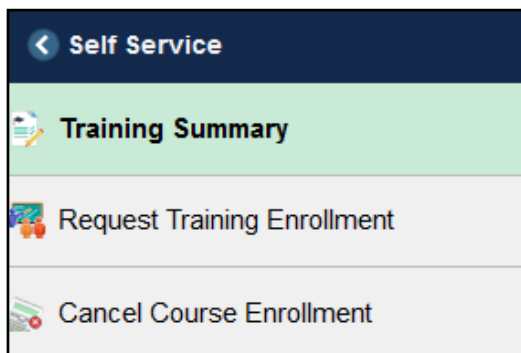 Self Service
Training Summary
Request Training Enrollment
Cancel Course Enrollment